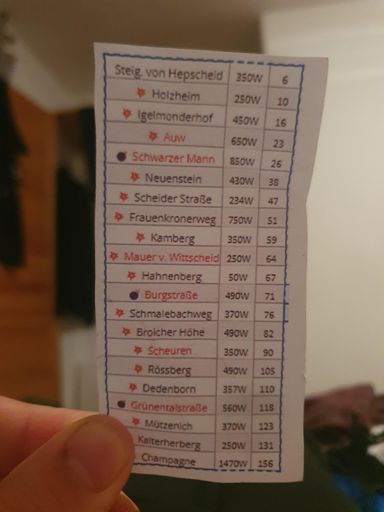 Steig. von Hepscheid 350W 6
Holzheim 250W 10
Igelmonderhof 450W 16
Auw 650W 23
Schwarzer Mann 850W 26
Neuenstein 430W 38
Scheider Straße 234W 47
Frauenkronerweg 750W 51
Kamberg 350W 59
Mauer v. Wittscheid 250W 64
Hahnenberg 50W 67
Burgstraße 490W 71
Schmalebachweg 370W 76
Broicher Höhe 490W 82
Scheuren 350W 90
Rössberg 490W 105
Dedenborn 357W 110
Grünentalstraße 560W 118
Mützenich 370W 123
Kalterherberg 250W 131
Champagne 1470W 156